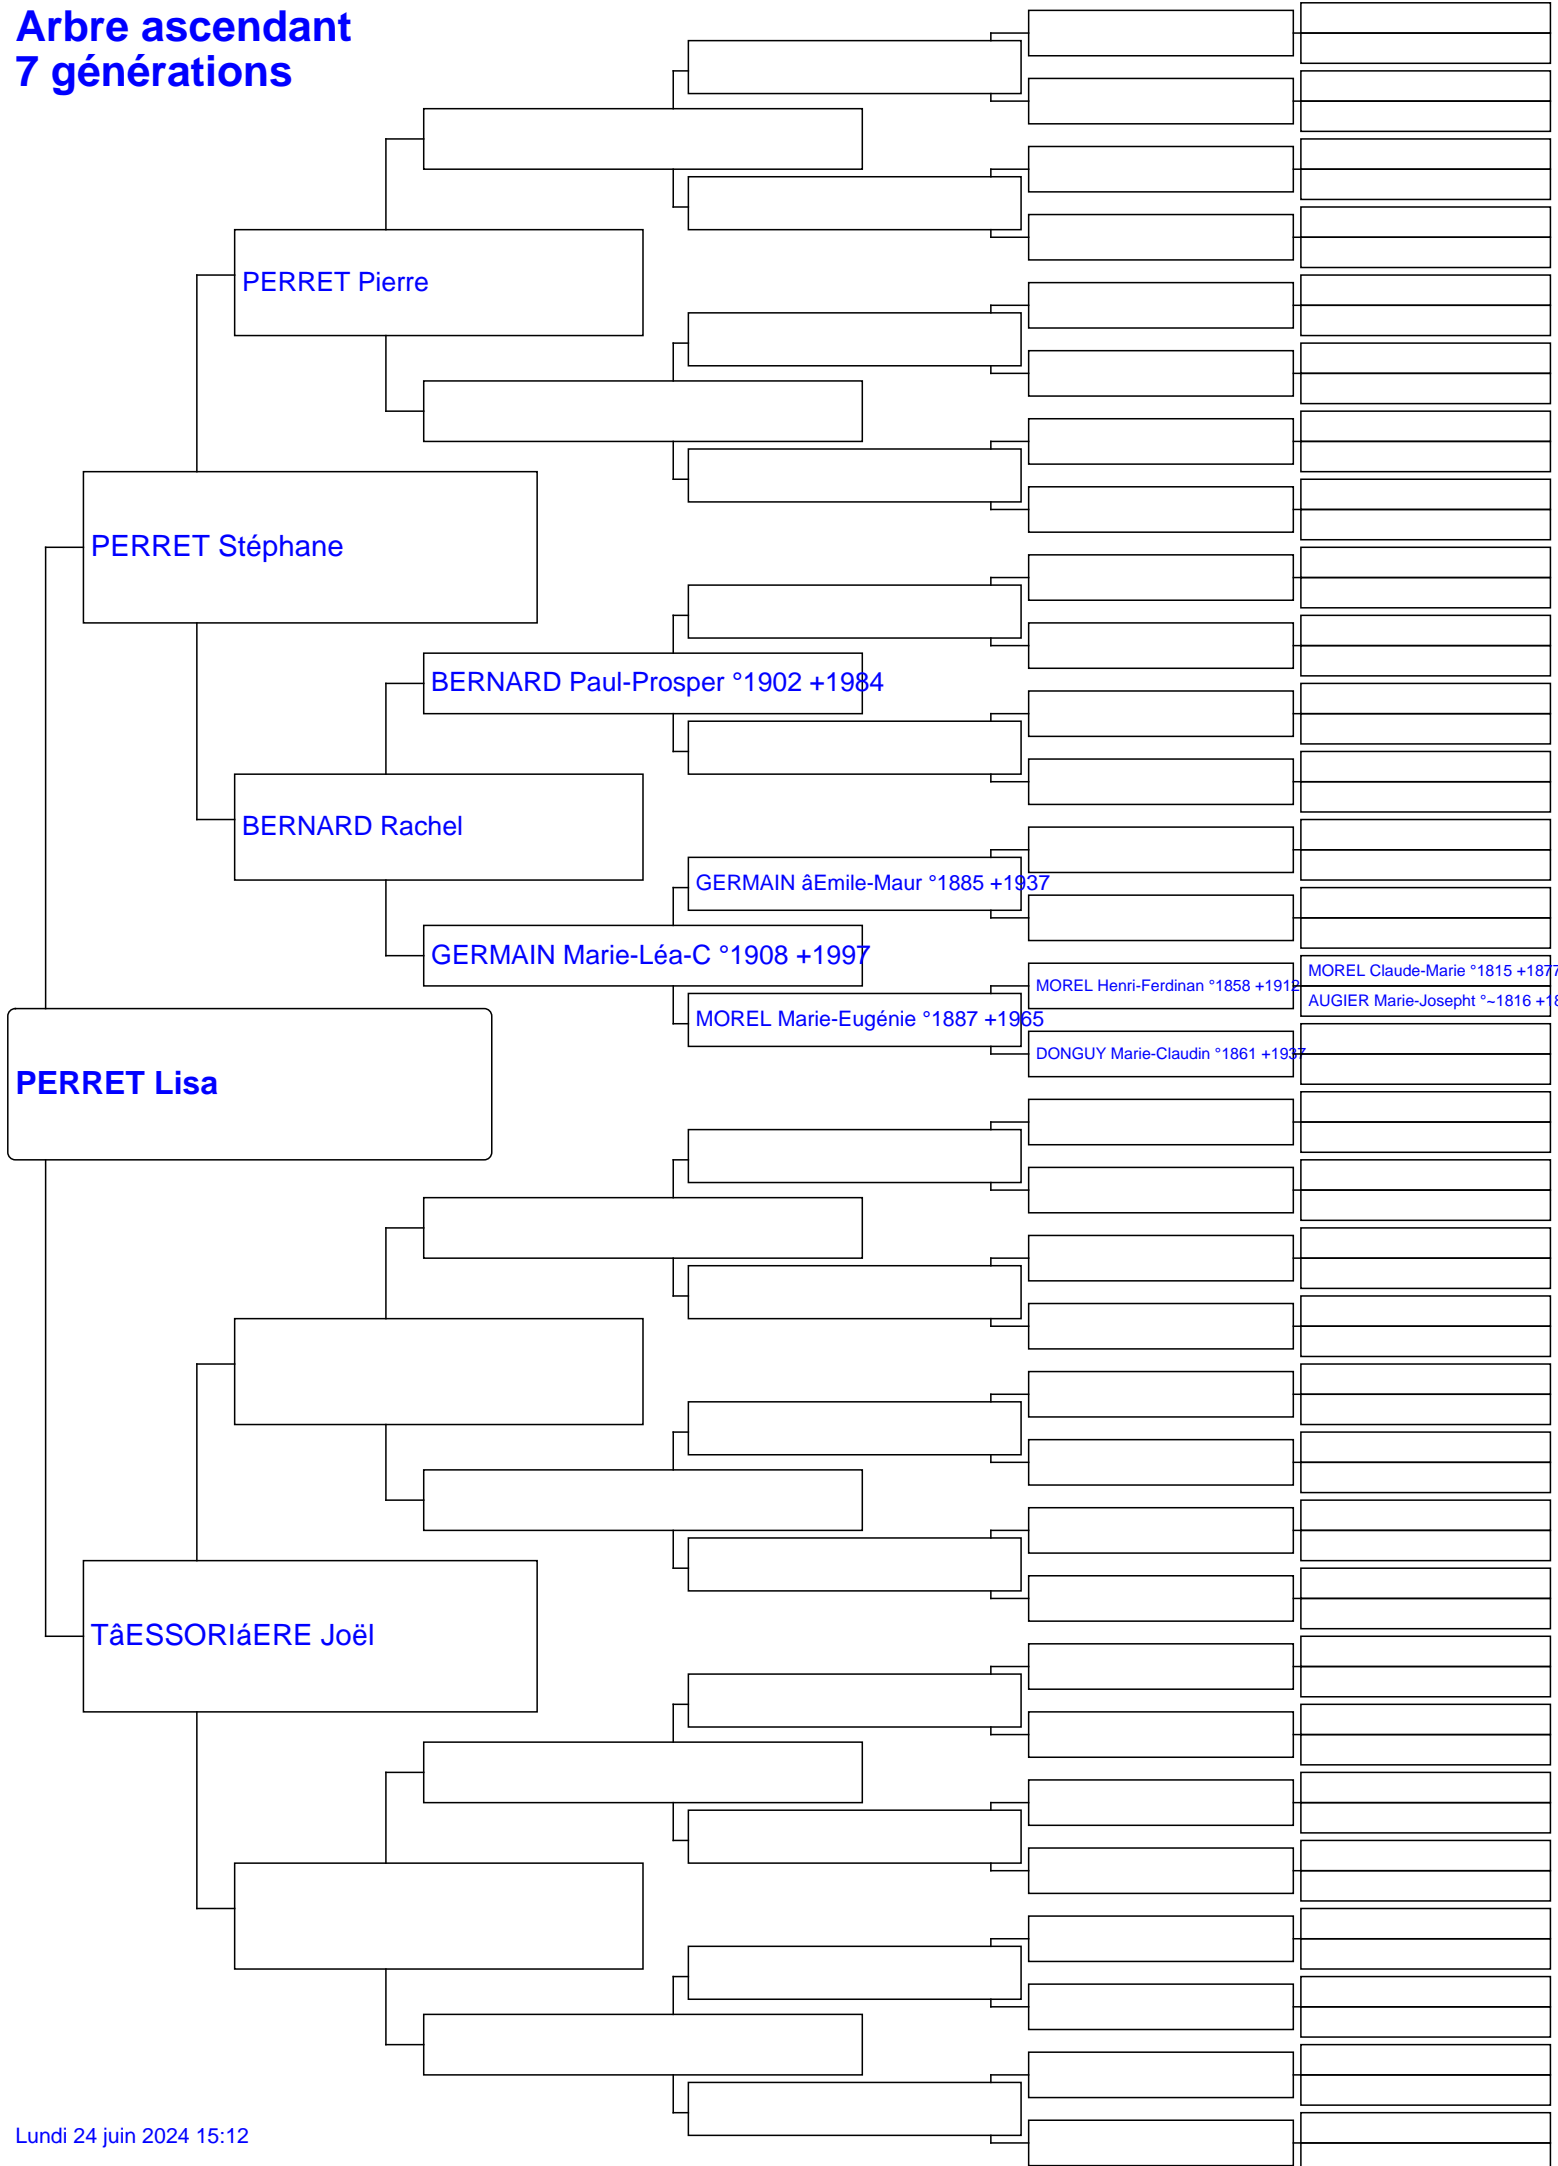 Arbre ascendant
7 générations
PERRET Pierre
PERRET Stéphane
BERNARD Paul-Prosper °1902 +1984
BERNARD Rachel
GERMAIN âEmile-Maur °1885 +1937
GERMAIN Marie-Léa-C °1908 +1997
MOREL Claude-Marie °1815 +1877
MOREL Henri-Ferdinan °1858 +1912
AUGIER Marie-Josepht °~1816 +18
MOREL Marie-Eugénie °1887 +1965
DONGUY Marie-Claudin °1861 +1937
PERRET Lisa
TâESSORIáERE Joël
Lundi 24 juin 2024 15:12